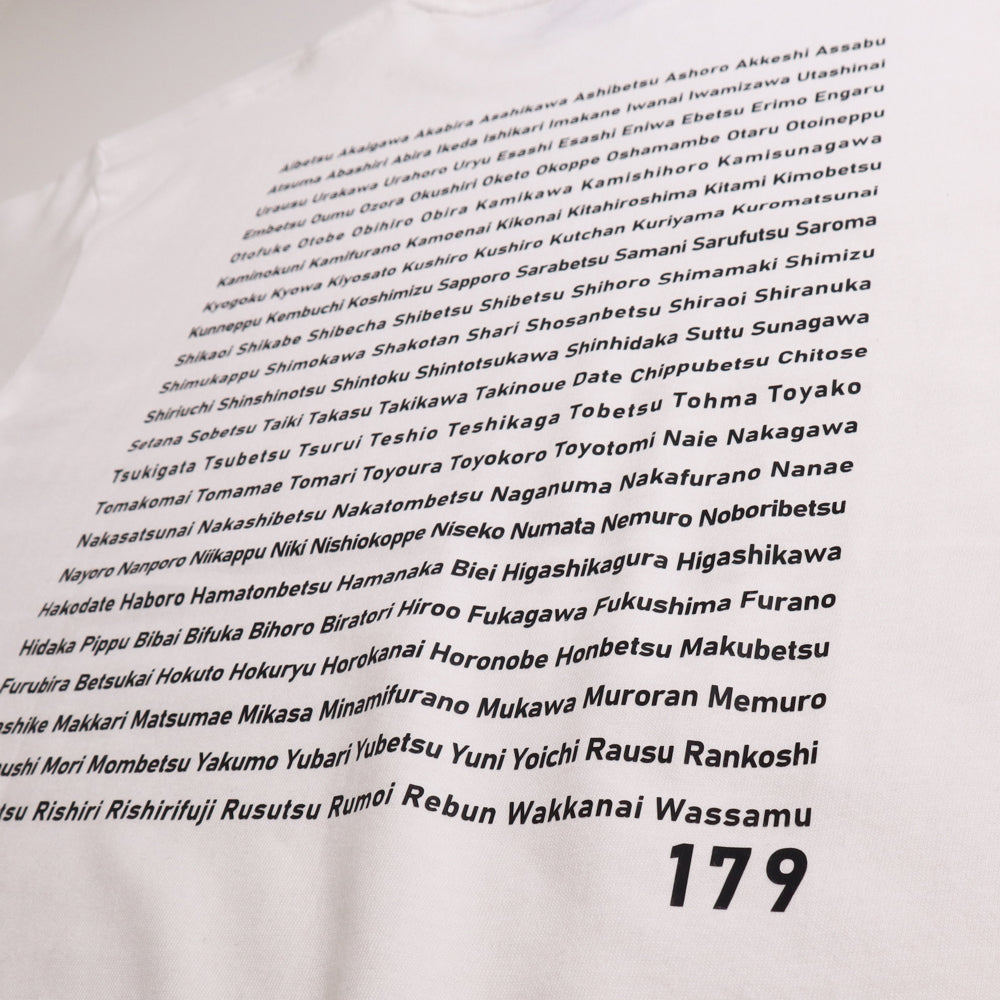 Aibetsu Akaigawa Akabira Asahikawa Ashibetsu Ashoro Akkeshi Assabu
Atsuma Abashiri Abira Ikeda Ishikari Imakane Iwanai Iwamizawa Utashinai
Urausu Urakawa Urahoro Uryu Esashi Esashi Eniwa Ebetsu Erimo Engaru
Embetsu Oumu Ozora Okushiri Oketo Okoppe Oshamambe Otaru Otoineppu
Otofuke Otobe Obihiro Obira Kamikawa Kamishihoro Kamisunagawa
Kaminokuni Kamifurano Kamoenai Kikonai Kitahiroshima Kitami Kimobetsu
Kyogoku Kyowa Kiyosato Kushiro Kushiro Kutchan Kuriyama Kuromatsunai
Kunneppu Kembuchi Koshimizu Sapporo Sarabetsu Samani Sarufutsu Saroma
Shikaoi Shikabe Shibecha Shibetsu Shibetsu Shihoro Shimamaki Shimizu
Shimukappu Shimokawa Shakotan Shari Shosanbetsu Shiraoi Shiranuka
Shiriuchi Shinshinotsu Shintoku Shintotsukawa Shinhidaka Suttu Sunagawa
Setana Sobetsu Taiki Takasu Takikawa Takinoue Date Chippubetsu Chitose
Tsukigata Tsubetsu Tsurui Teshio Teshikaga Tobetsu Tohma Toyako
Tomakomai Tomamae Tomari Toyoura Toyokoro Toyotomi Naie Nakagawa
Nakasatsunai Nakashibetsu Nakatombetsu Naganuma Nakafurano Nanae
Nayoro Nanporo Niikappu Niki Nishiokoppe Niseko Numata Nemuro Noboribetsu
Hakodate Haboro Hamatonbetsu Hamanaka Biei Higashikagura Higashikawa
Hidaka Pippu Bibai Bifuka Bihoro Biratori Hiroo Fukagawa Fukushima Furano
Furubira Betsukai Hokuto Hokuryu Horokanai Horonobe Honbetsu Makubetsu
Makkari Matsumae Mikasa Minamifurano Mukawa Muroran Memuro
Mori Mombetsu Yakumo Yubari Yubetsu Yuni Yoichi Rausu Rankoshi
Rishiri Rishirifuji Rusutsu Rumoi Rebun Wakkanai Wassamu
179